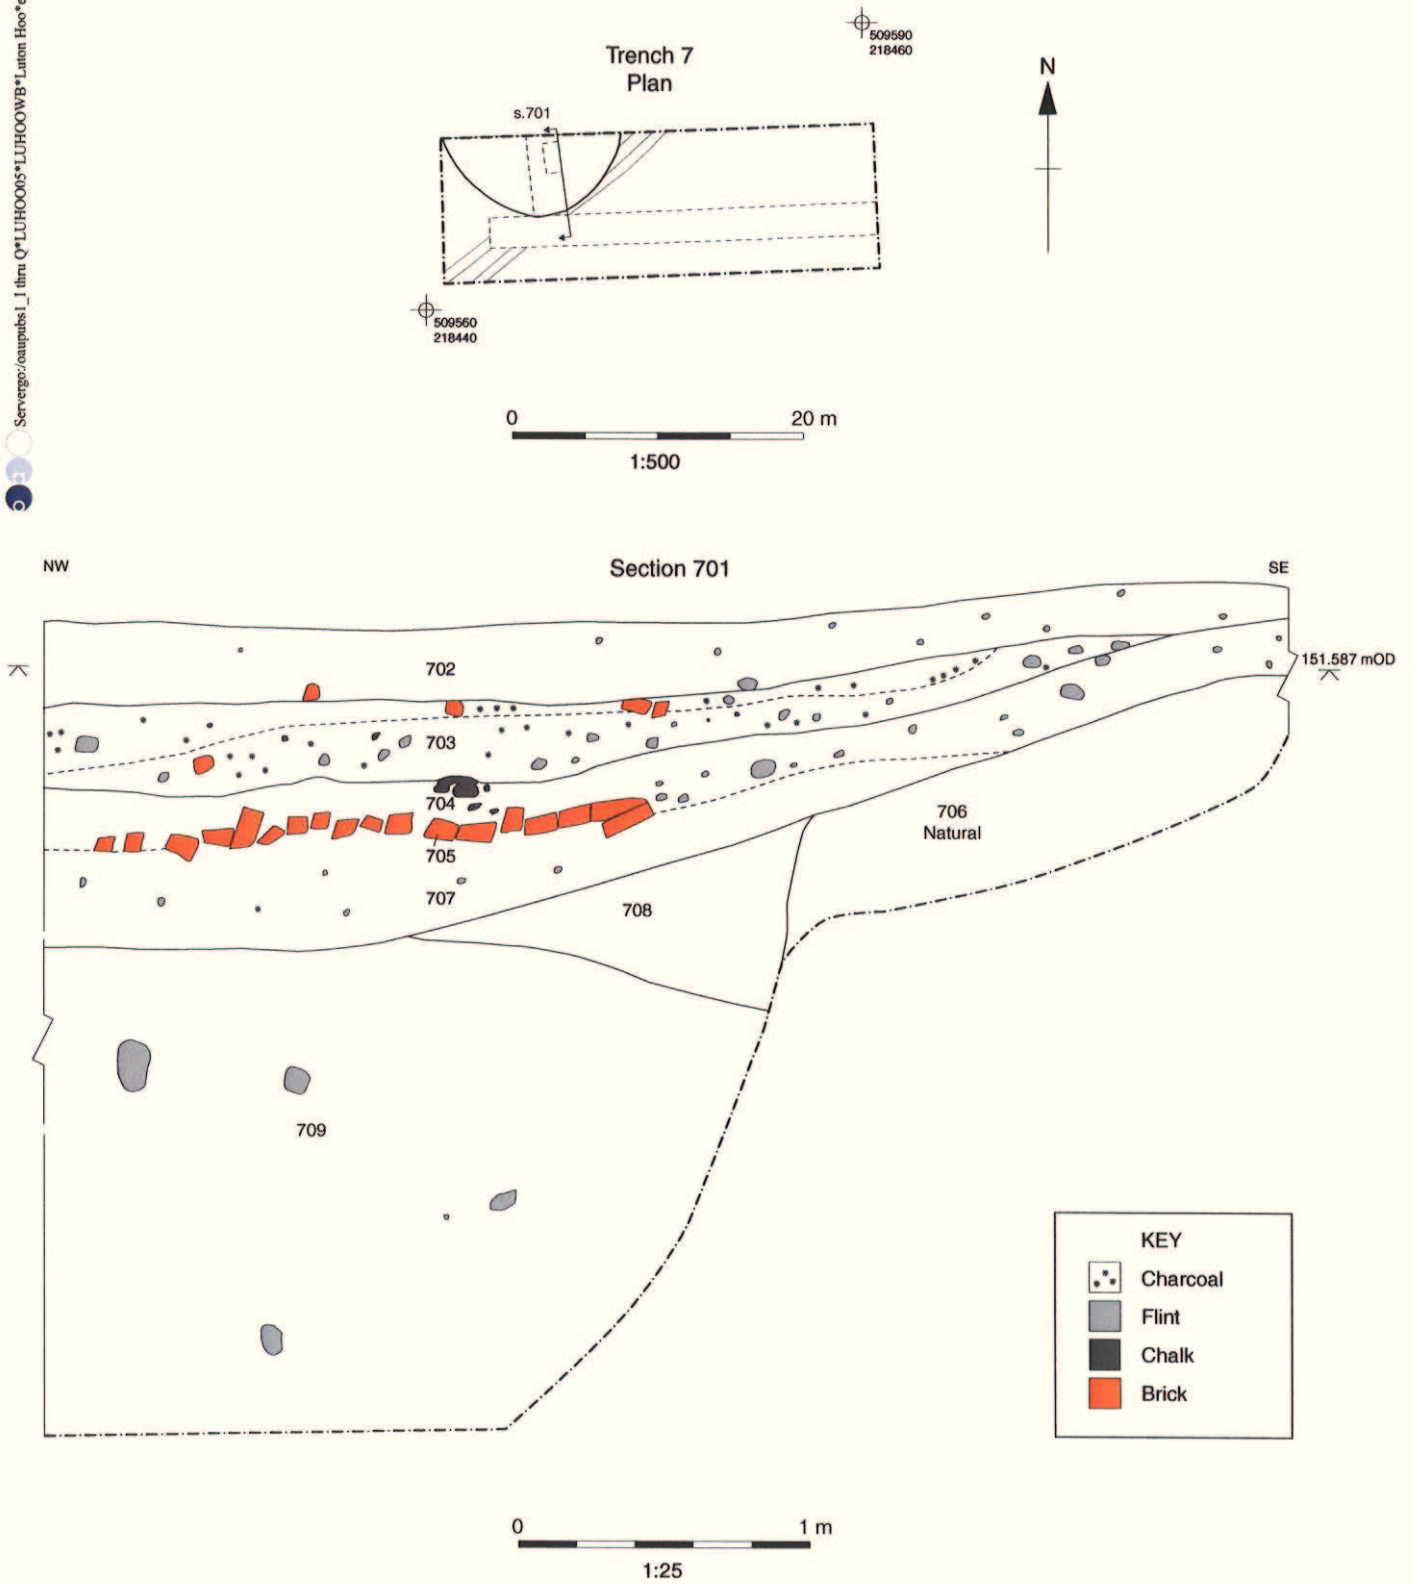 Servergo:/oaupubs1_1 thru Q*LUHOO05*LUHOOWB*Luton Hoo*
509590
218460
Trench 7
Plan
N
s.701
509560
218440
0 20 m
1:500
NW
Section 701
SE
702
151.587 mOD
703
704
706
Natural
705
707
708
709
KEY
Charcoal
Flint
Chalk
Brick
0 1 m
1:25